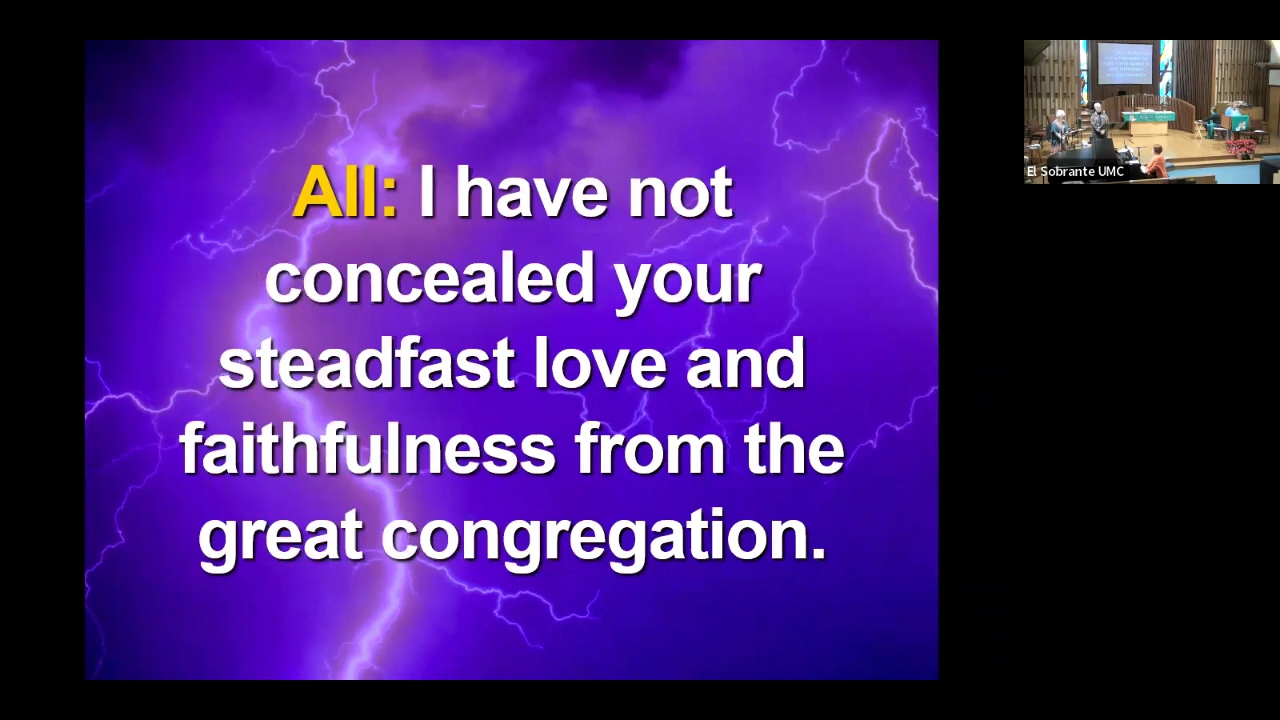 All: I have not
concealed your
steadfast love and
faithfulness from the
great congregation.
El Sobrante UMC